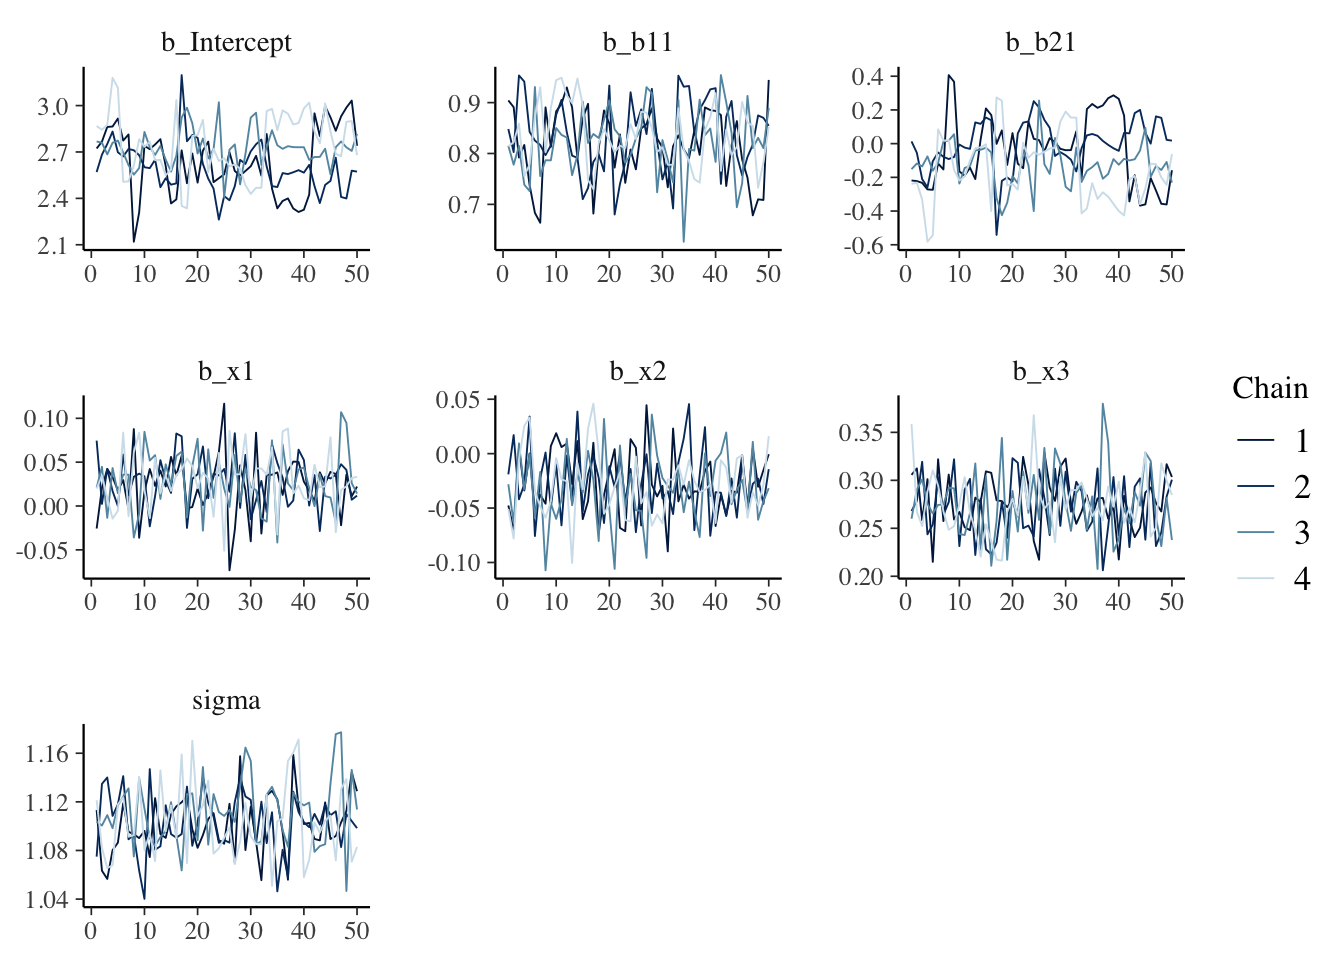 b_Intercept
3.0
2.7
2.4
2.1
0 10 20 30 40 50
b_b11
0.9
0.8
0.7
0 10 20 30 40 50
b_b21
0.4
0.2
0.0
-0.2
-0.4
-0.6
0 10 20 30 40 50
b_x1
0.10
0.05
0.00
-0.05
0 10 20 30 40 50
b_x2
0.05
0.00
-0.05
-0.10
0 10 20 30 40 50
b_x3
0.35
0.30
0.25
0.20
0 10 20 30 40 50
sigma
1.16
1.12
1.08
1.04
0 10 20 30 40 50
Chain
1
2
3
4